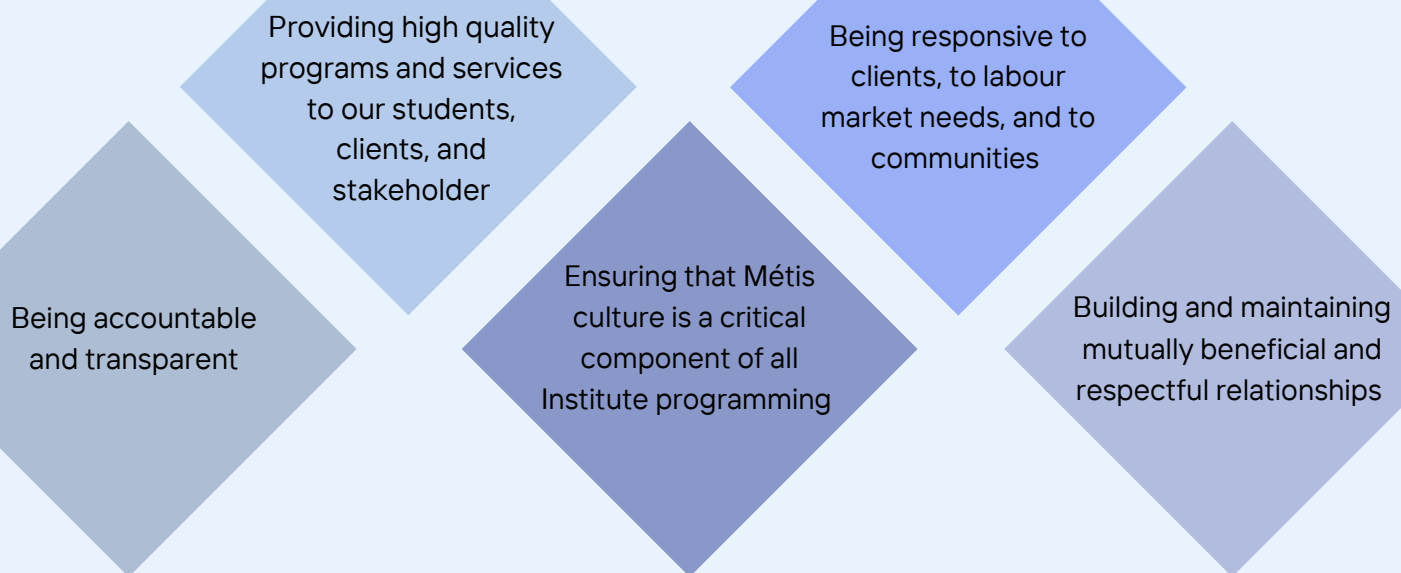 Providing high quality
programs and services
to our students,
clients, and
stakeholder
Being responsive to
clients, to labour
market needs, and to
communities
Being accountable
and transparent
Ensuring that Métis
culture is a critical
component of all
Institute programming
Building and maintaining
mutually beneficial and
respectful relationships